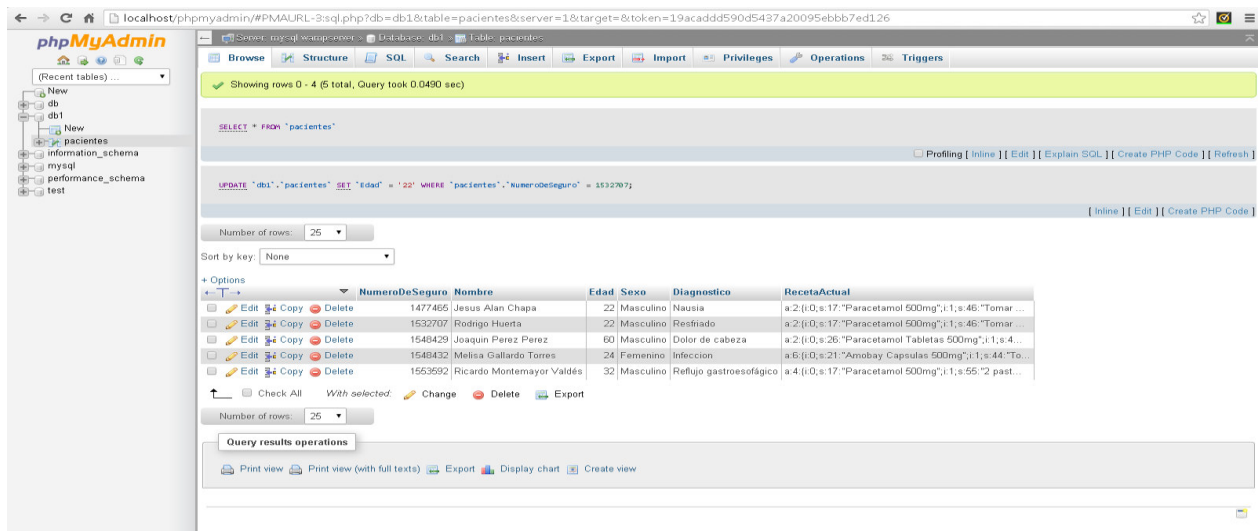 localhost/phpmyadmin/#PMAURL-3:sql.php?db=db1&table=pacientes&server=1&target=&token=19acaddd590d5437a20095ebbb7ed126
phpMyAdmin
(Recent tables) ...
New
db
db1
New
pacientes
information_schema
mysql
performance_schema
test
Server: mysql wampserver » Database: db1 » Table: pacientes
Browse Structure SQL Search Insert Export Import Privileges Operations Triggers
Showing rows 0 - 4 (5 total, Query took 0.0490 sec)
SELECT * FROM `pacientes`
Profiling [ Inline ] [ Edit ] [ Explain SQL ] [ Create PHP Code ] [ Refresh ]
UPDATE `db1`.`pacientes` SET `Edad` = '22' WHERE `pacientes`.`NumeroDeSeguro` = 1532707;
[ Inline ] [ Edit ] [ Create PHP Code ]
Number of rows: 25
Sort by key: None
+ Options
←T→ NumeroDeSeguro Nombre Edad Sexo Diagnostico RecetaActual
Edit Copy Delete 1477465 Jesus Alan Chapa 22 Masculino Nausia a:2:{i:0;s:17:"Paracetamol 500mg";i:1;s:46:"Tomar ...
Edit Copy Delete 1532707 Rodrigo Huerta 22 Masculino Resfriado a:2:{i:0;s:17:"Paracetamol 500mg";i:1;s:46:"Tomar ...
Edit Copy Delete 1548429 Joaquin Perez Perez 60 Masculino Dolor de cabeza a:2:{i:0;s:26:"Paracetamol Tabletas 500mg";i:1;s:4...
Edit Copy Delete 1548432 Melisa Gallardo Torres 24 Femenino Infeccion a:6:{i:0;s:21:"Amobay Capsulas 500mg";i:1;s:44:"To...
Edit Copy Delete 1553592 Ricardo Montemayor Valdés 32 Masculino Reflujo gastroesofágico a:4:{i:0;s:17:"Paracetamol 500mg";i:1;s:55:"2 past...
Check All With selected: Change Delete Export
Number of rows: 25
Query results operations
Print view Print view (with full texts) Export Display chart Create view